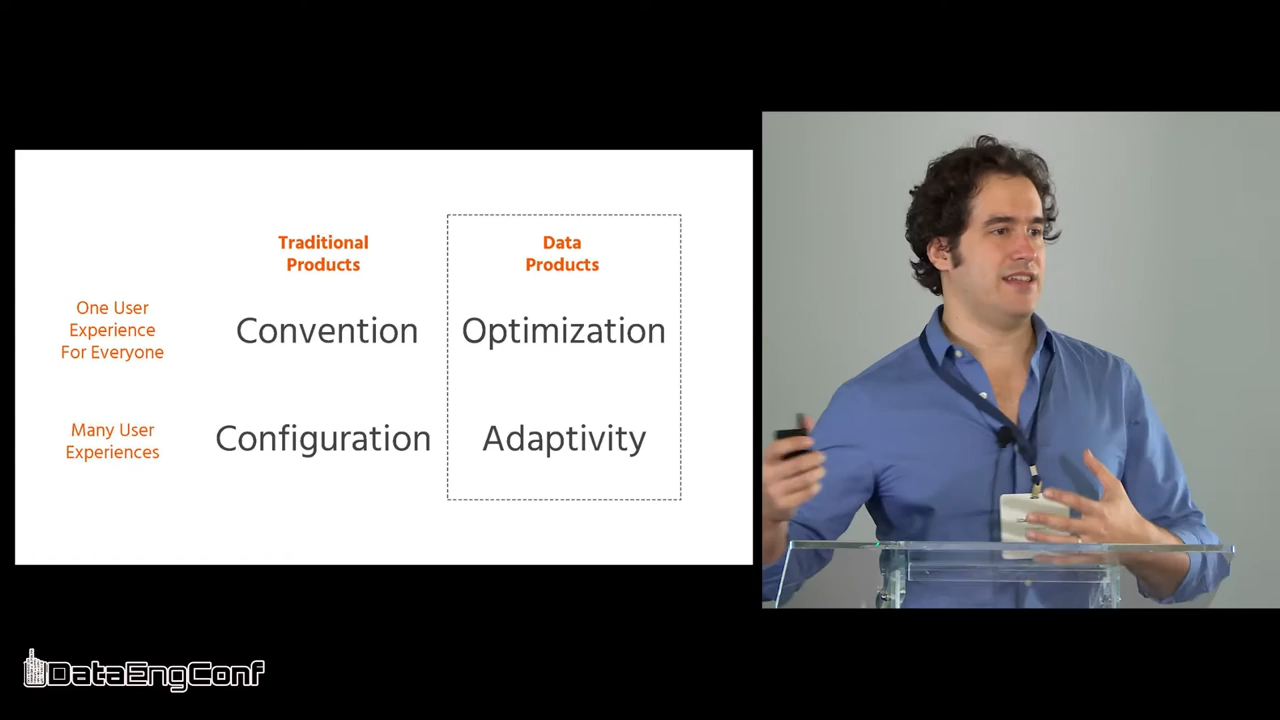 Traditional
Products
Data
Products
One User
Experience
For Everyone
Convention
Optimization
Many User
Experiences
Configuration
Adaptivity
DataEngConf